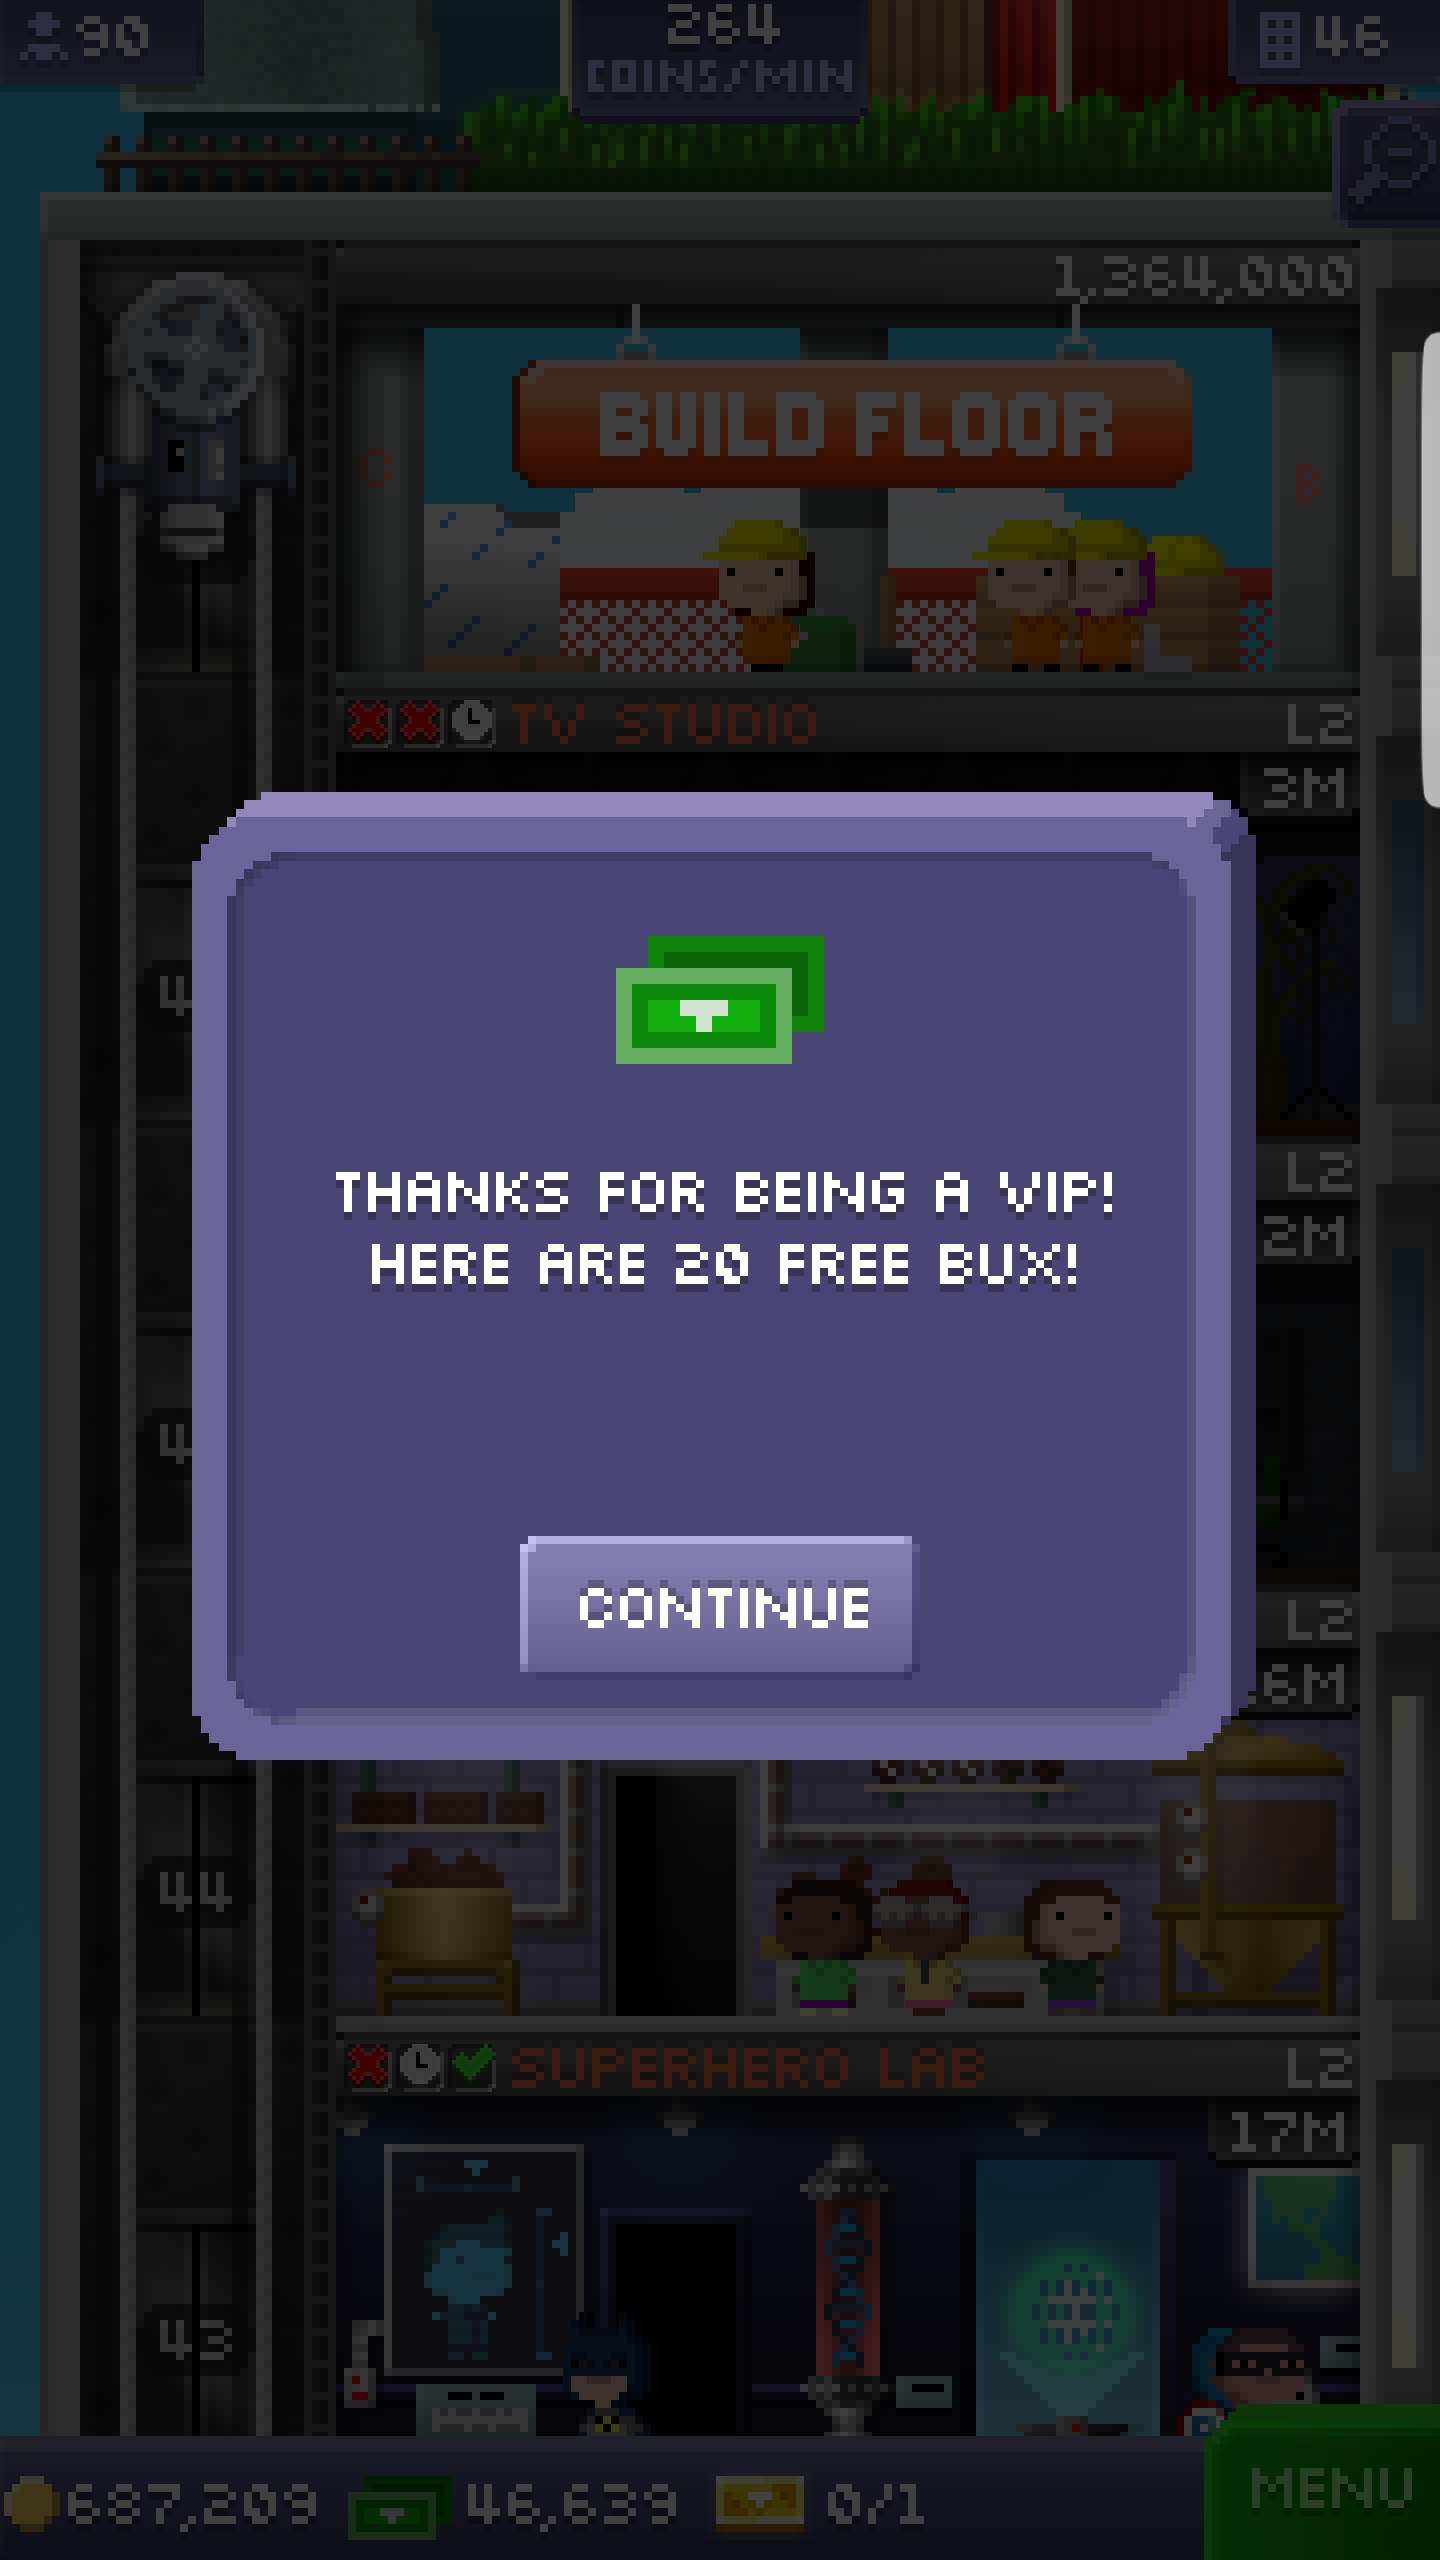 90
264
COINS/MIN
46
1,364,000
BUILD FLOOR
C
B
TV STUDIO
L2
3M
THANKS FOR BEING A VIP!
HERE ARE 20 FREE BUX!
L2
2M
CONTINUE
L2
.6M
44
SUPERHERO LAB
L2
17M
43
687,209
46,639
0/1
MENU